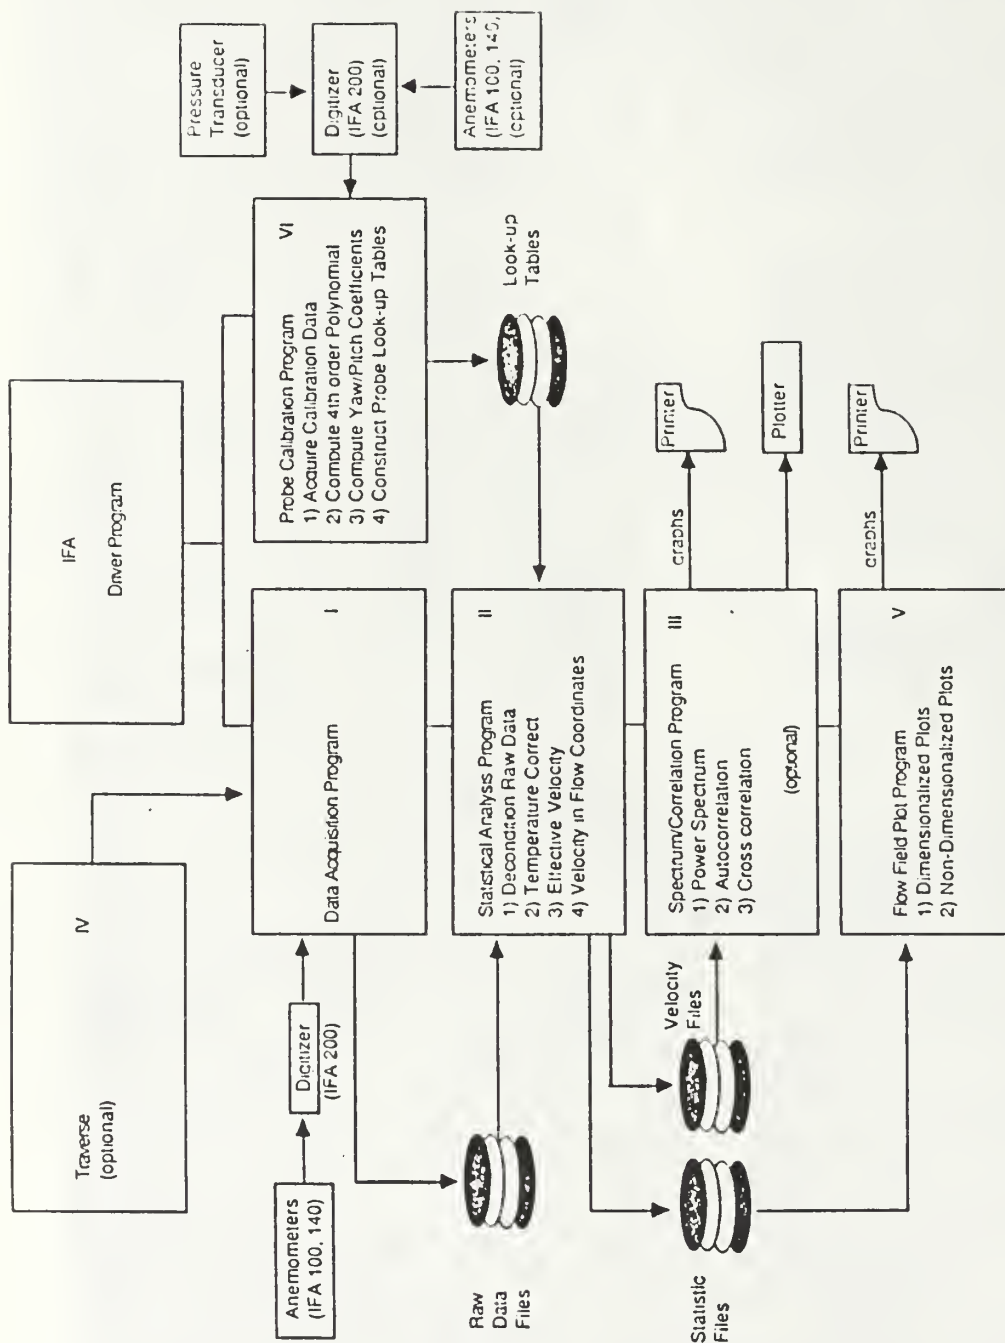 Traverse
(optional)
IV
IFA
Driver Program
Anemometers
(IFA 100, 140)
Digitizer
(IFA 200)
Data Acquisition Program
I
Probe Calibration Program
VI
1) Acquire Calibration Data
2) Compute 4th order Polynomial
3) Compute Yaw/Pitch Coefficients
4) Construct Probe Look-up Tables
Pressure
Transducer
(optional)
Digitizer
(IFA 200)
(optional)
Anemometers
(IFA 100, 140,
(optional)
Raw
Data
Files
Statistical Analysis Program
II
1) Decondition Raw Data
2) Temperature Correct
3) Effective Velocity
4) Velocity in Flow Coordinates
Look-up
Tables
Statistic
Files
Velocity
Files
Spectrum/Correlation Program
III
1) Power Spectrum
2) Autocorrelation
3) Cross correlation
(optional)
graphs
Printer
Plotter
Flow Field Plot Program
V
1) Dimensionalized Plots
2) Non-Dimensionalized Plots
graphs
Printer